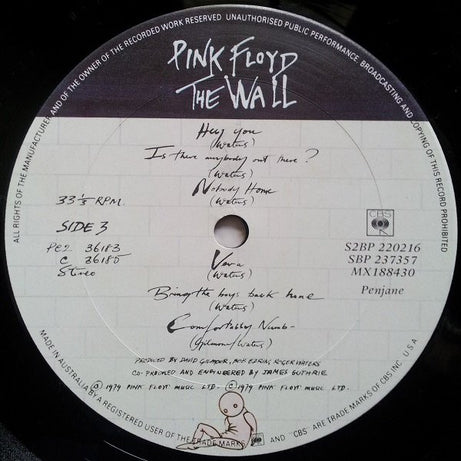 ALL RIGHTS OF THE MANUFACTURER AND OF THE OWNER OF THE RECORDED WORK RESERVED UNAUTHORISED PUBLIC PERFORMANCE, BROADCASTING AND COPYING OF THIS RECORD PROHIBITED
PINK FLOYD
THE WALL
Hey you
(Waters)
Is there anybody out there?
(Waters)
Nobody Home
(Waters)
33⅓ RPM
SIDE 3
PC2 36183
C 36185
Stereo
CBS
S2BP 220216
SBP 237357
MX188430
Penjane
Vera
(Waters)
Bring the boys back home
(Waters)
Comfortably Numb
(Gilmour/Waters)
PRODUCED BY DAVID GILMOUR, BOB EZRIN, ROGER WATERS
CO-PRODUCED AND ENGINEERED BY JAMES GUTHRIE
Ⓟ 1979 PINK FLOYD MUSIC LTD. © 1979 PINK FLOYD MUSIC LTD.
MADE IN AUSTRALIA BY A REGISTERED USER OF THE TRADE MARKS AND CBS ARE TRADE MARKS OF CBS INC. U.S.A